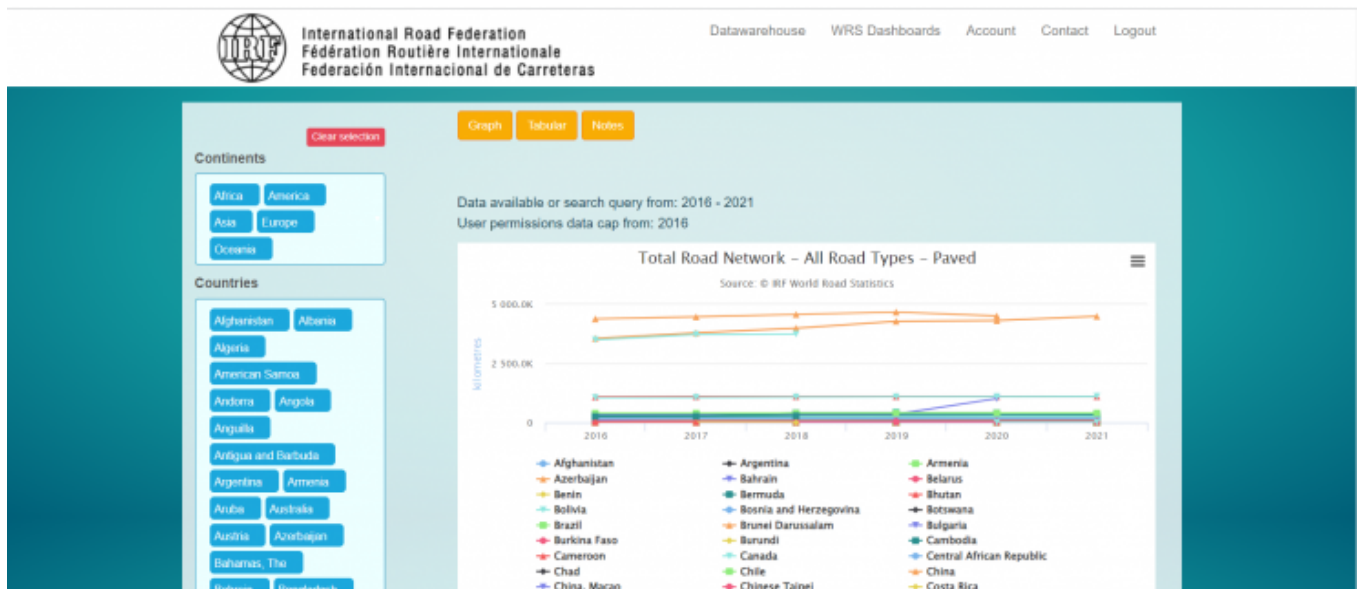 IRF
International Road Federation
Fédération Routière Internationale
Federación Internacional de Carreteras
Datawarehouse WRS Dashboards Account Contact Logout
Clear selection
Continents
Africa America
Asia Europe
Oceania
Countries
Afghanistan Albania
Algeria
American Samoa
Andorra Angola
Anguilla
Antigua and Barbuda
Argentina Armenia
Aruba Australia
Austria Azerbaijan
Bahamas, The
Bahrain Bangladesh
Graph Tabular Notes
Data available or search query from: 2016 - 2021
User permissions data cap from: 2016
Total Road Network – All Road Types – Paved
Source: © IRF World Road Statistics
kilometres
5 000.0K
2 500.0K
0
2016 2017 2018 2019 2020 2021
Afghanistan Argentina Armenia
Azerbaijan Bahrain Belarus
Benin Bermuda Bhutan
Bolivia Bosnia and Herzegovina Botswana
Brazil Brunei Darussalam Bulgaria
Burkina Faso Burundi Cambodia
Cameroon Canada Central African Republic
Chad Chile China
China, Macao Chinese Taipei Costa Rica